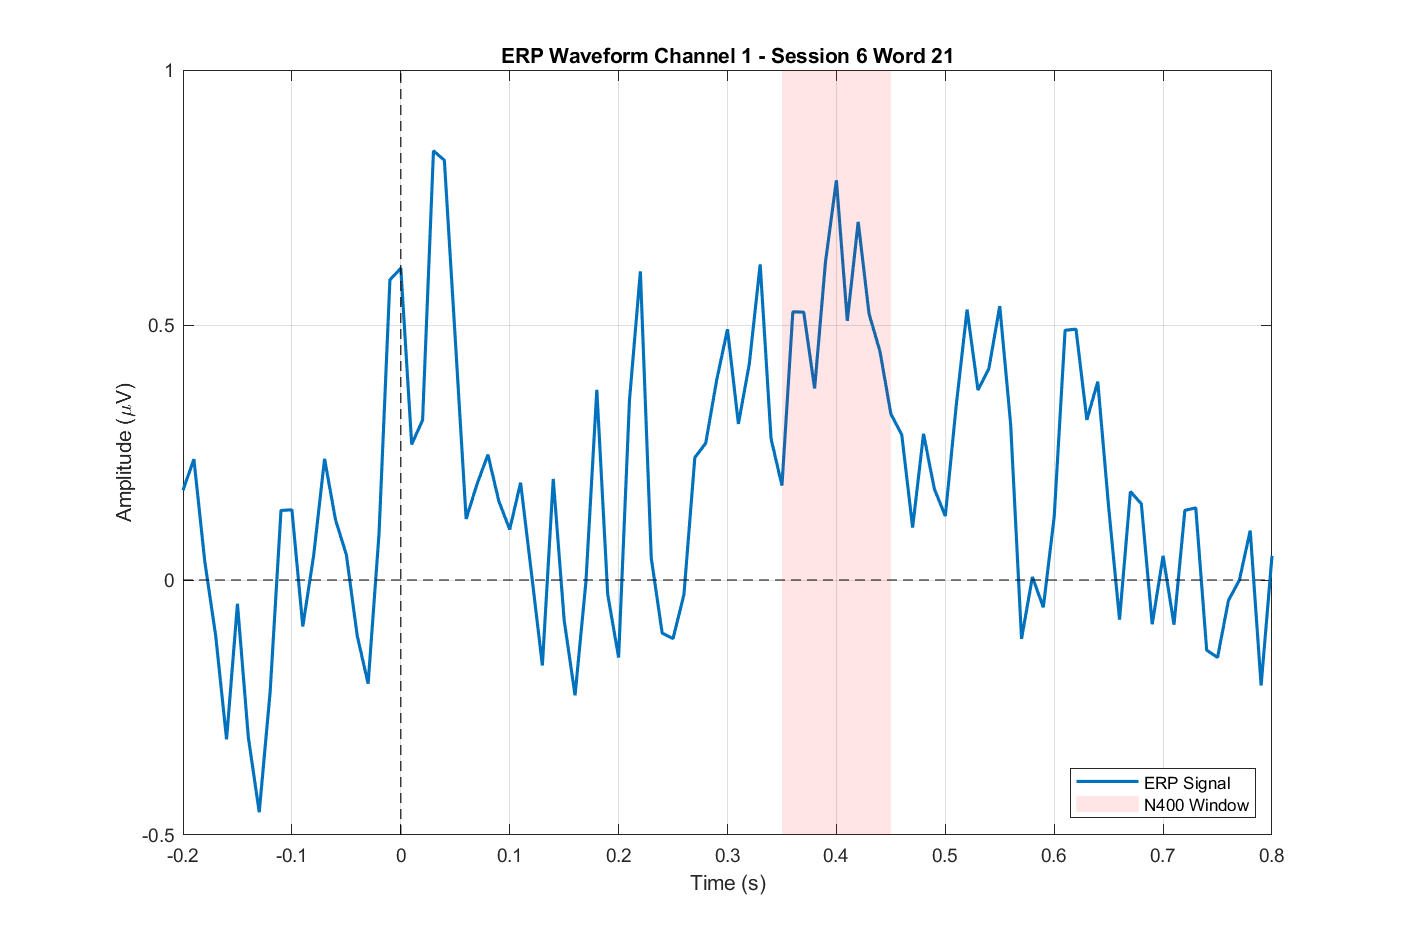 ERP Waveform Channel 1 - Session 6 Word 21
1
0.5
0
-0.5
Amplitude (μV)
-0.2 -0.1 0 0.1 0.2 0.3 0.4 0.5 0.6 0.7 0.8
Time (s)
ERP Signal
N400 Window